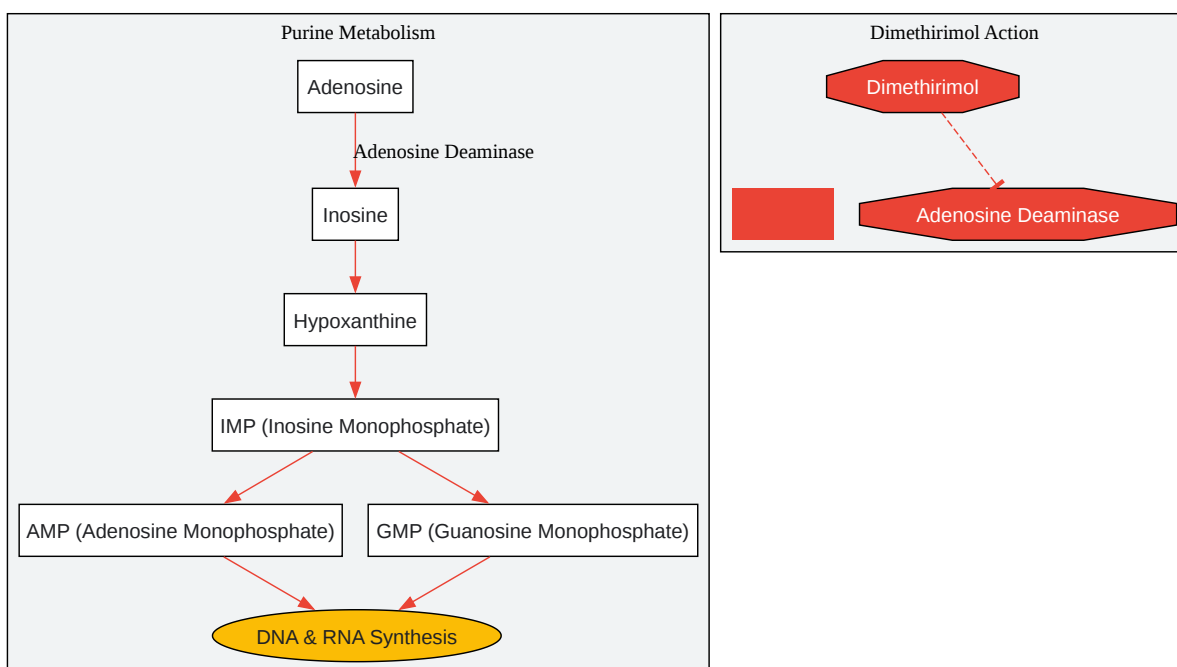 Purine Metabolism
Adenosine
Adenosine Deaminase
Inosine
Hypoxanthine
IMP (Inosine Monophosphate)
AMP (Adenosine Monophosphate)
GMP (Guanosine Monophosphate)
DNA & RNA Synthesis
Dimethirimol Action
Dimethirimol
Adenosine Deaminase